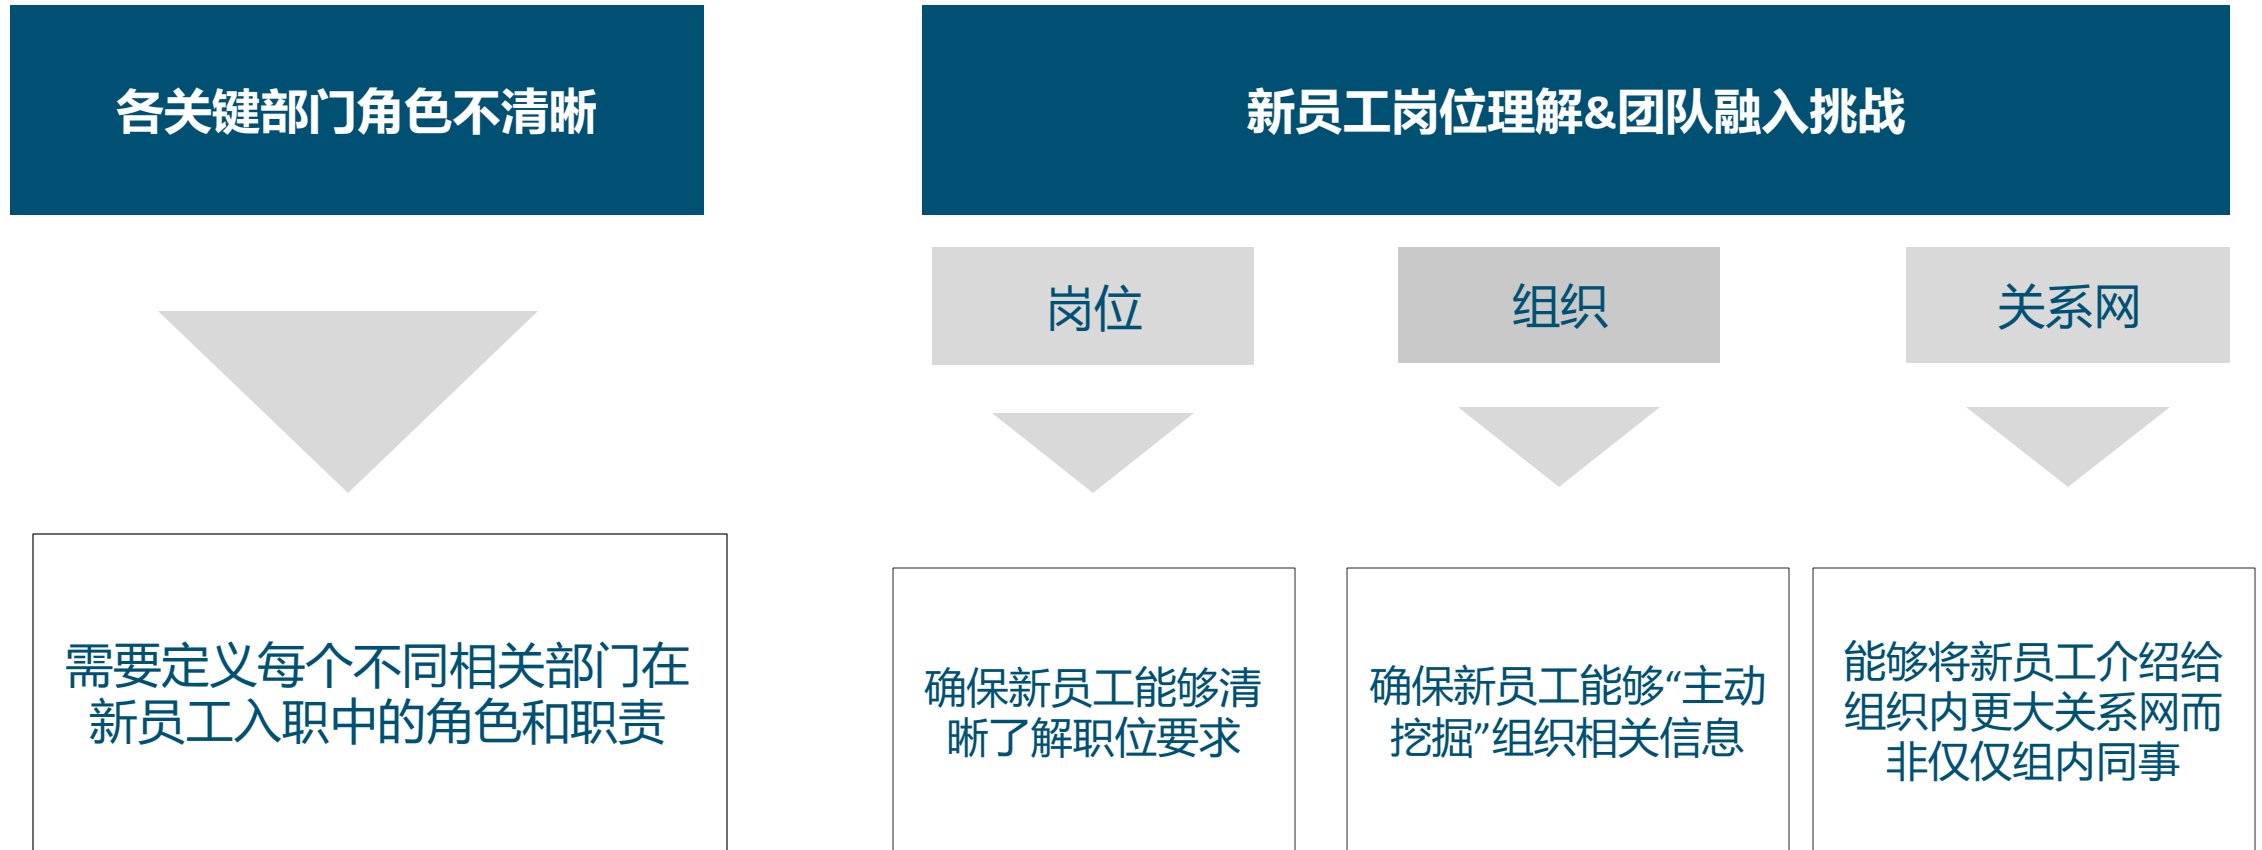 各关键部门角色不清晰
需要定义每个不同相关部门在
新员工入职中的角色和职责
新员工岗位理解&团队融入挑战
岗位
确保新员工能够清
晰了解职位要求
组织
确保新员工能够“主动
挖掘”组织相关信息
关系网
能够将新员工介绍给
组织内更大关系网而
非仅仅组内同事